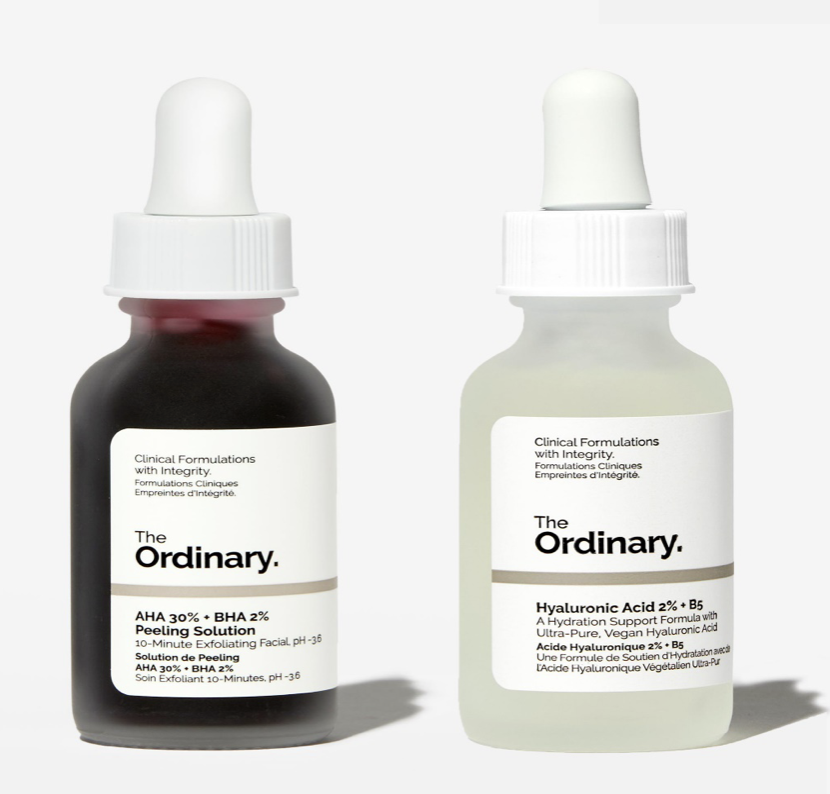 Clinical Formulations
with Integrity.
Formulations Cliniques
Empreintes d'Intégrité.
The
Ordinary.
AHA 30% + BHA 2%
Peeling Solution
10-Minute Exfoliating Facial, pH ~3.6
Solution de Peeling
AHA 30% + BHA 2%
Soin Exfoliant 10-Minutes, pH ~3.6
Clinical Formulations
with Integrity.
Formulations Cliniques
Empreintes d'Intégrité.
The
Ordinary.
Hyaluronic Acid 2% + B5
A Hydration Support Formula with
Ultra-Pure, Vegan Hyaluronic Acid
Acide Hyaluronique 2% + B5
Une Formule de Soutien d'Hydratation avec de
l'Acide Hyaluronique Végétalien Ultra-Pur